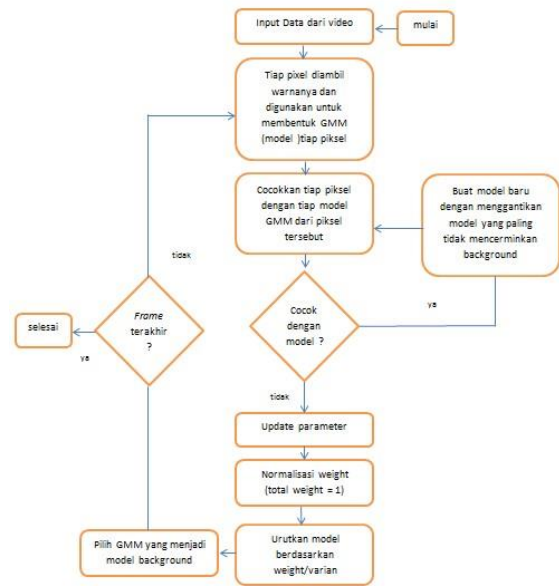 Input Data dari video
mulai
Tiap pixel diambil
warnanya dan
digunakan untuk
membentuk GMM
(model )tiap piksel
Cocokkan tiap piksel
dengan tiap model
GMM dari piksel
tersebut
Buat model baru
dengan menggantikan
model yang paling
tidak mencerminkan
background
tidak
Cocok
dengan
model ?
ya
Frame
terakhir
?
selesai
ya
tidak
Update parameter
Normalisasi weight
(total weight = 1)
Urutkan model
berdasarkan
weight/varian
Pilih GMM yang menjadi
model background